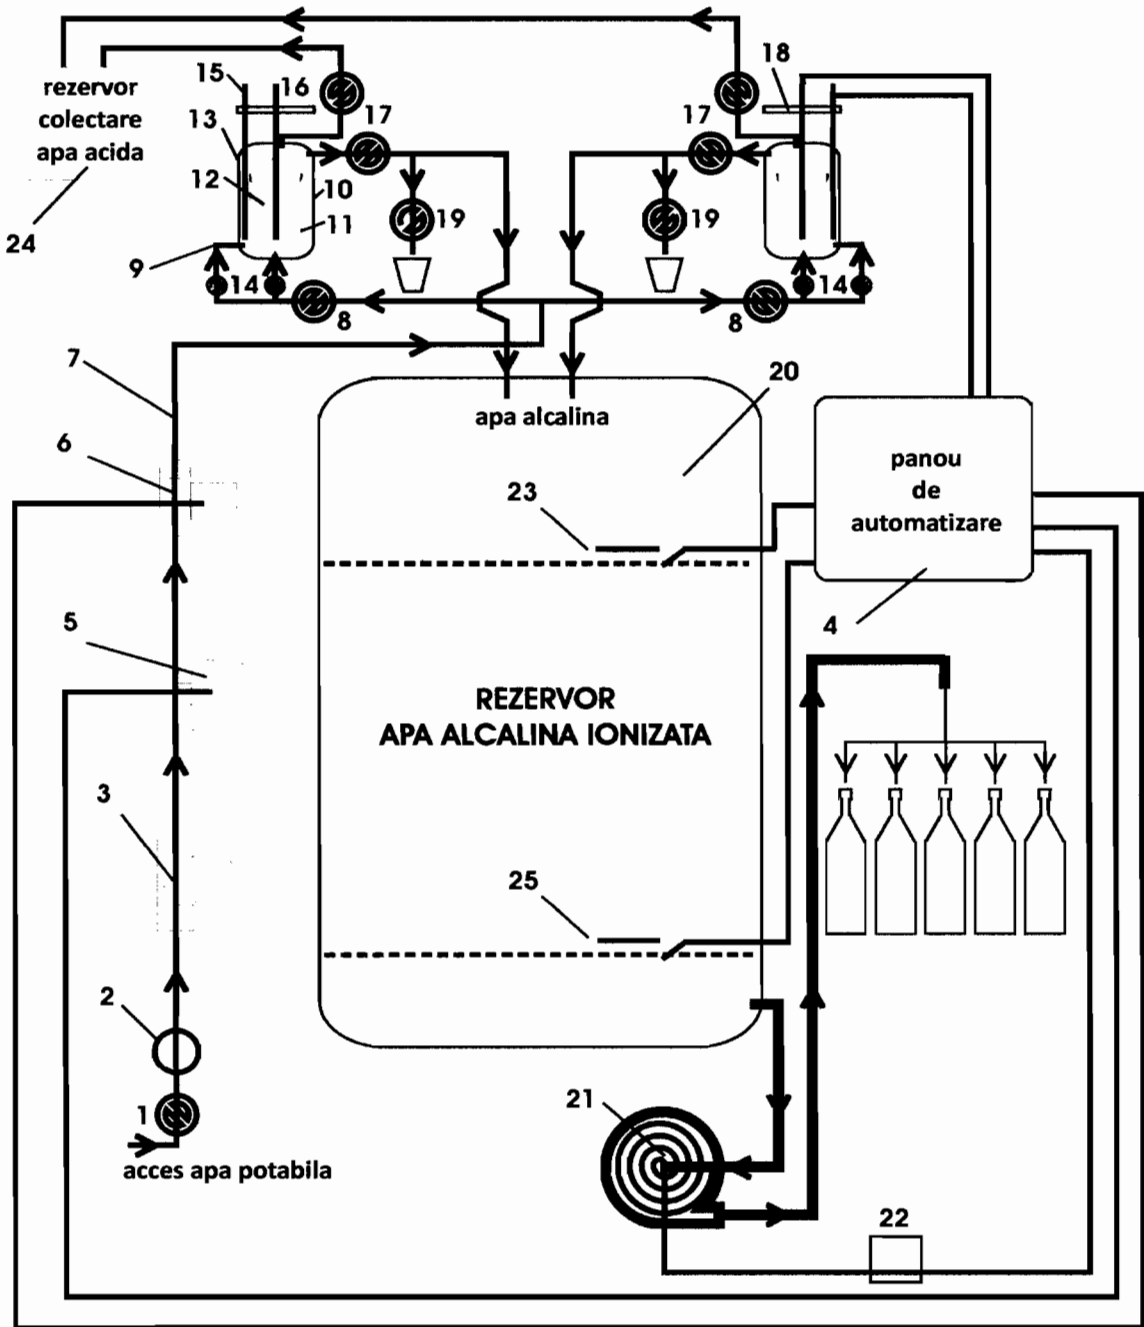 15
16
18
rezervor
colectare
apa acida
13
17
17
12
10
11
19
19
24
9
14
14
8
8
7
20
apa alcalina
6
panou
de
automatizare
23
5
4
REZERVOR
APA ALCALINA IONIZATA
3
25
2
21
1
acces apa potabila
22